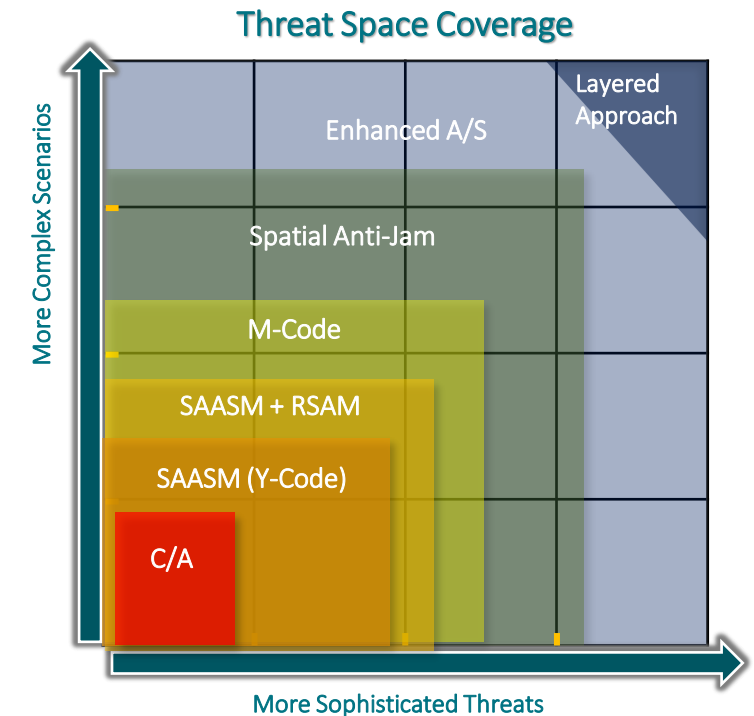 Threat Space Coverage
More Complex Scenarios
Layered
Approach
Enhanced A/S
Spatial Anti-Jam
M-Code
SAASM + RSAM
SAASM (Y-Code)
C/A
More Sophisticated Threats